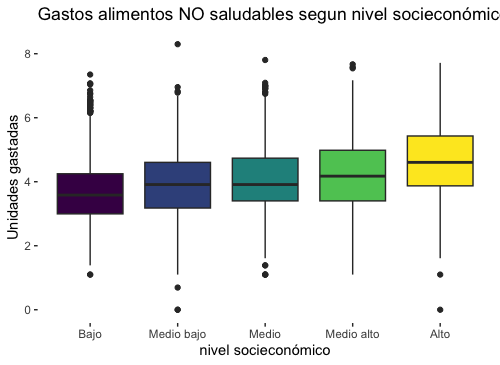 Gastos alimentos NO saludables segun nivel socieconómic
Unidades gastadas
8
6
4
2
0
Bajo Medio bajo Medio Medio alto Alto
nivel socieconómico